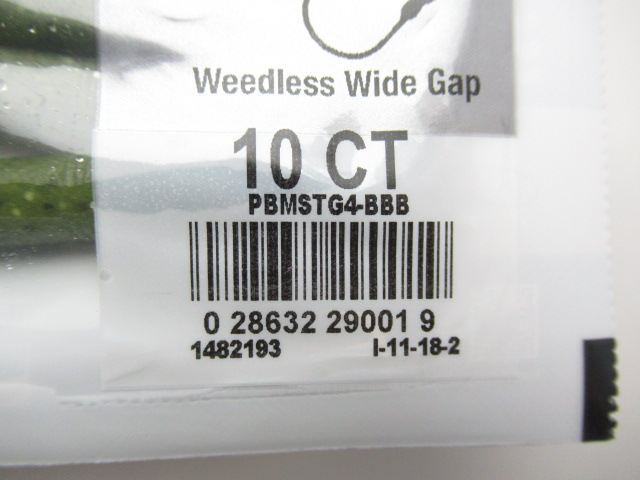 Weedless Wide Gap
10 CT
PBMSTG4-BBB
0 28632 29001 9
1482193 I-11-18-2